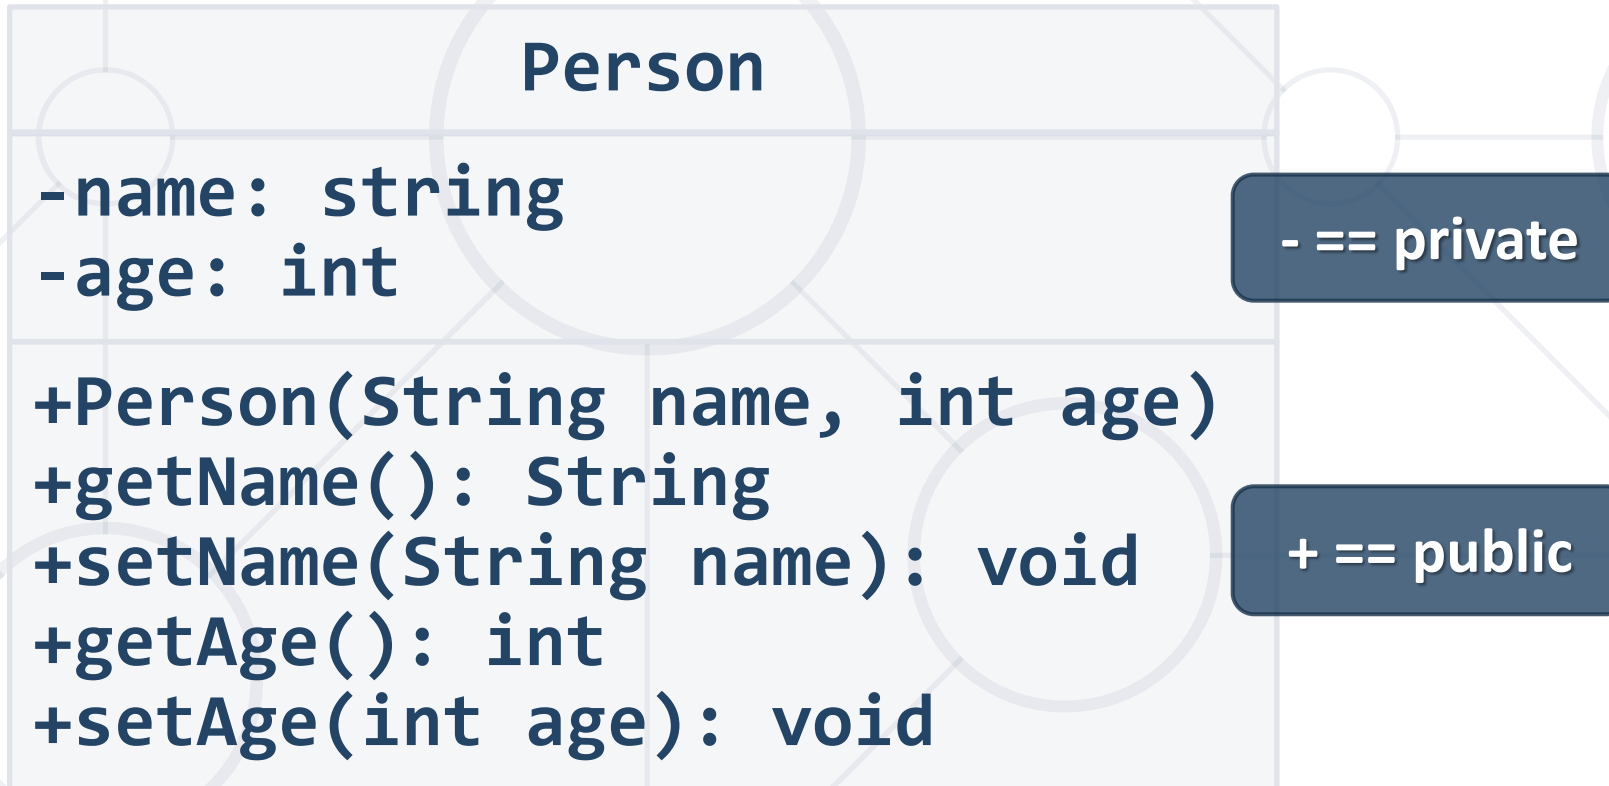 Person
-name: string
-age: int
- == private
+Person(String name, int age)
+getName(): String
+setName(String name): void
+getAge(): int
+setAge(int age): void
+ == public